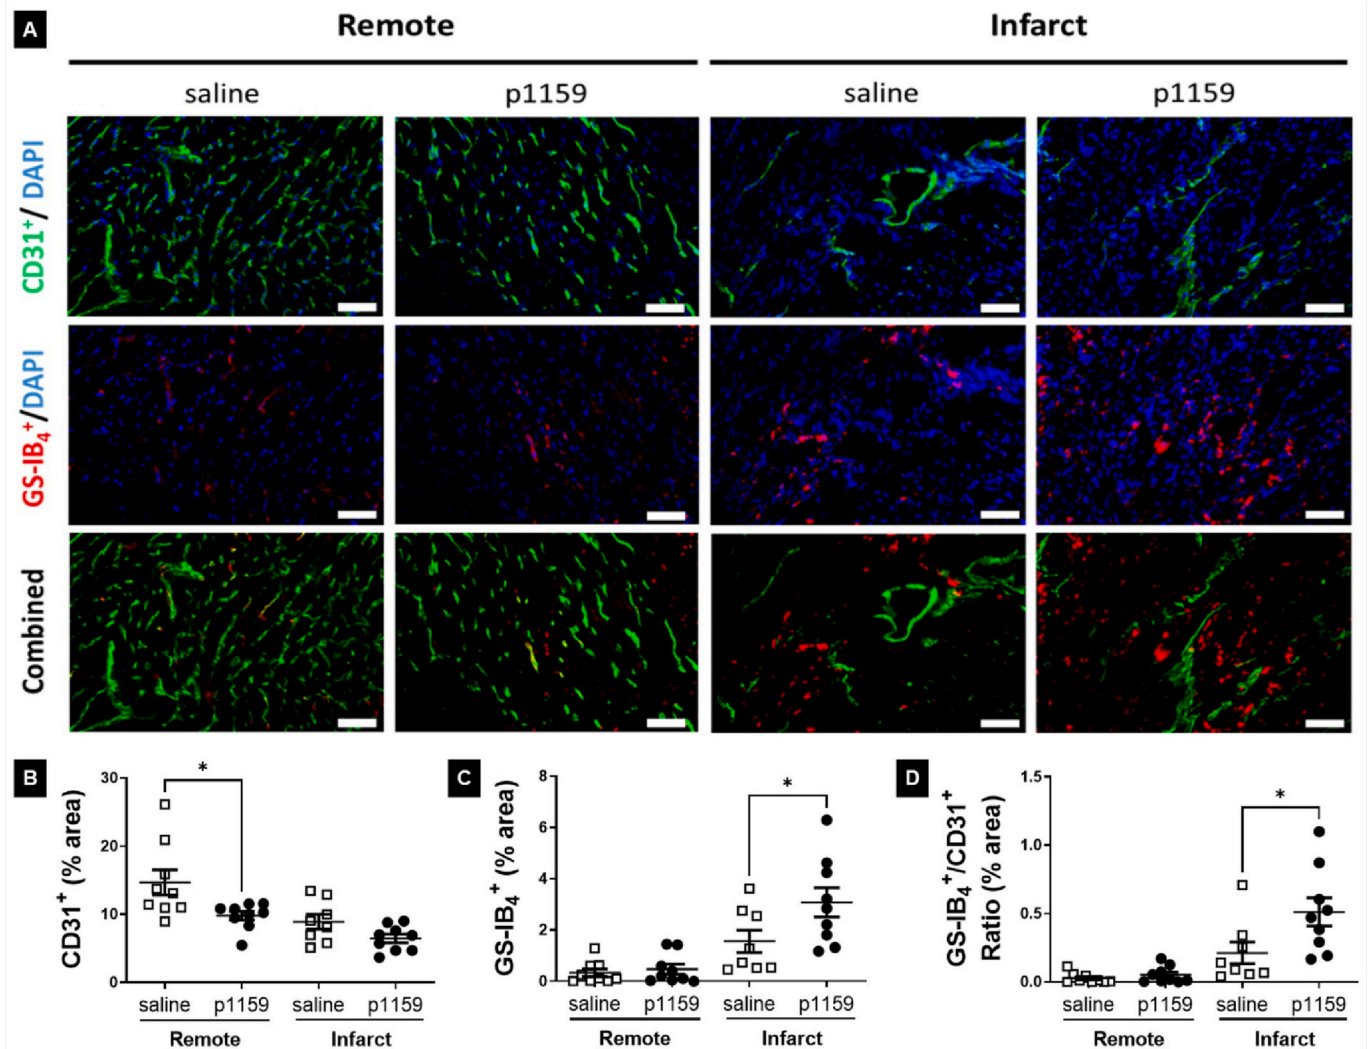 A
Remote
Infarct
saline
p1159
saline
p1159
CD31⁺/ DAPI
GS-IB₄⁺/DAPI
Combined
B
CD31⁺ (% area)
30
20
10
0
*
saline
p1159
saline
p1159
Remote
Infarct
C
GS-IB₄⁺ (% area)
8
6
4
2
0
*
saline
p1159
saline
p1159
Remote
Infarct
D
GS-IB₄⁺/CD31⁺
Ratio (% area)
1.5
1.0
0.5
0.0
*
saline
p1159
saline
p1159
Remote
Infarct